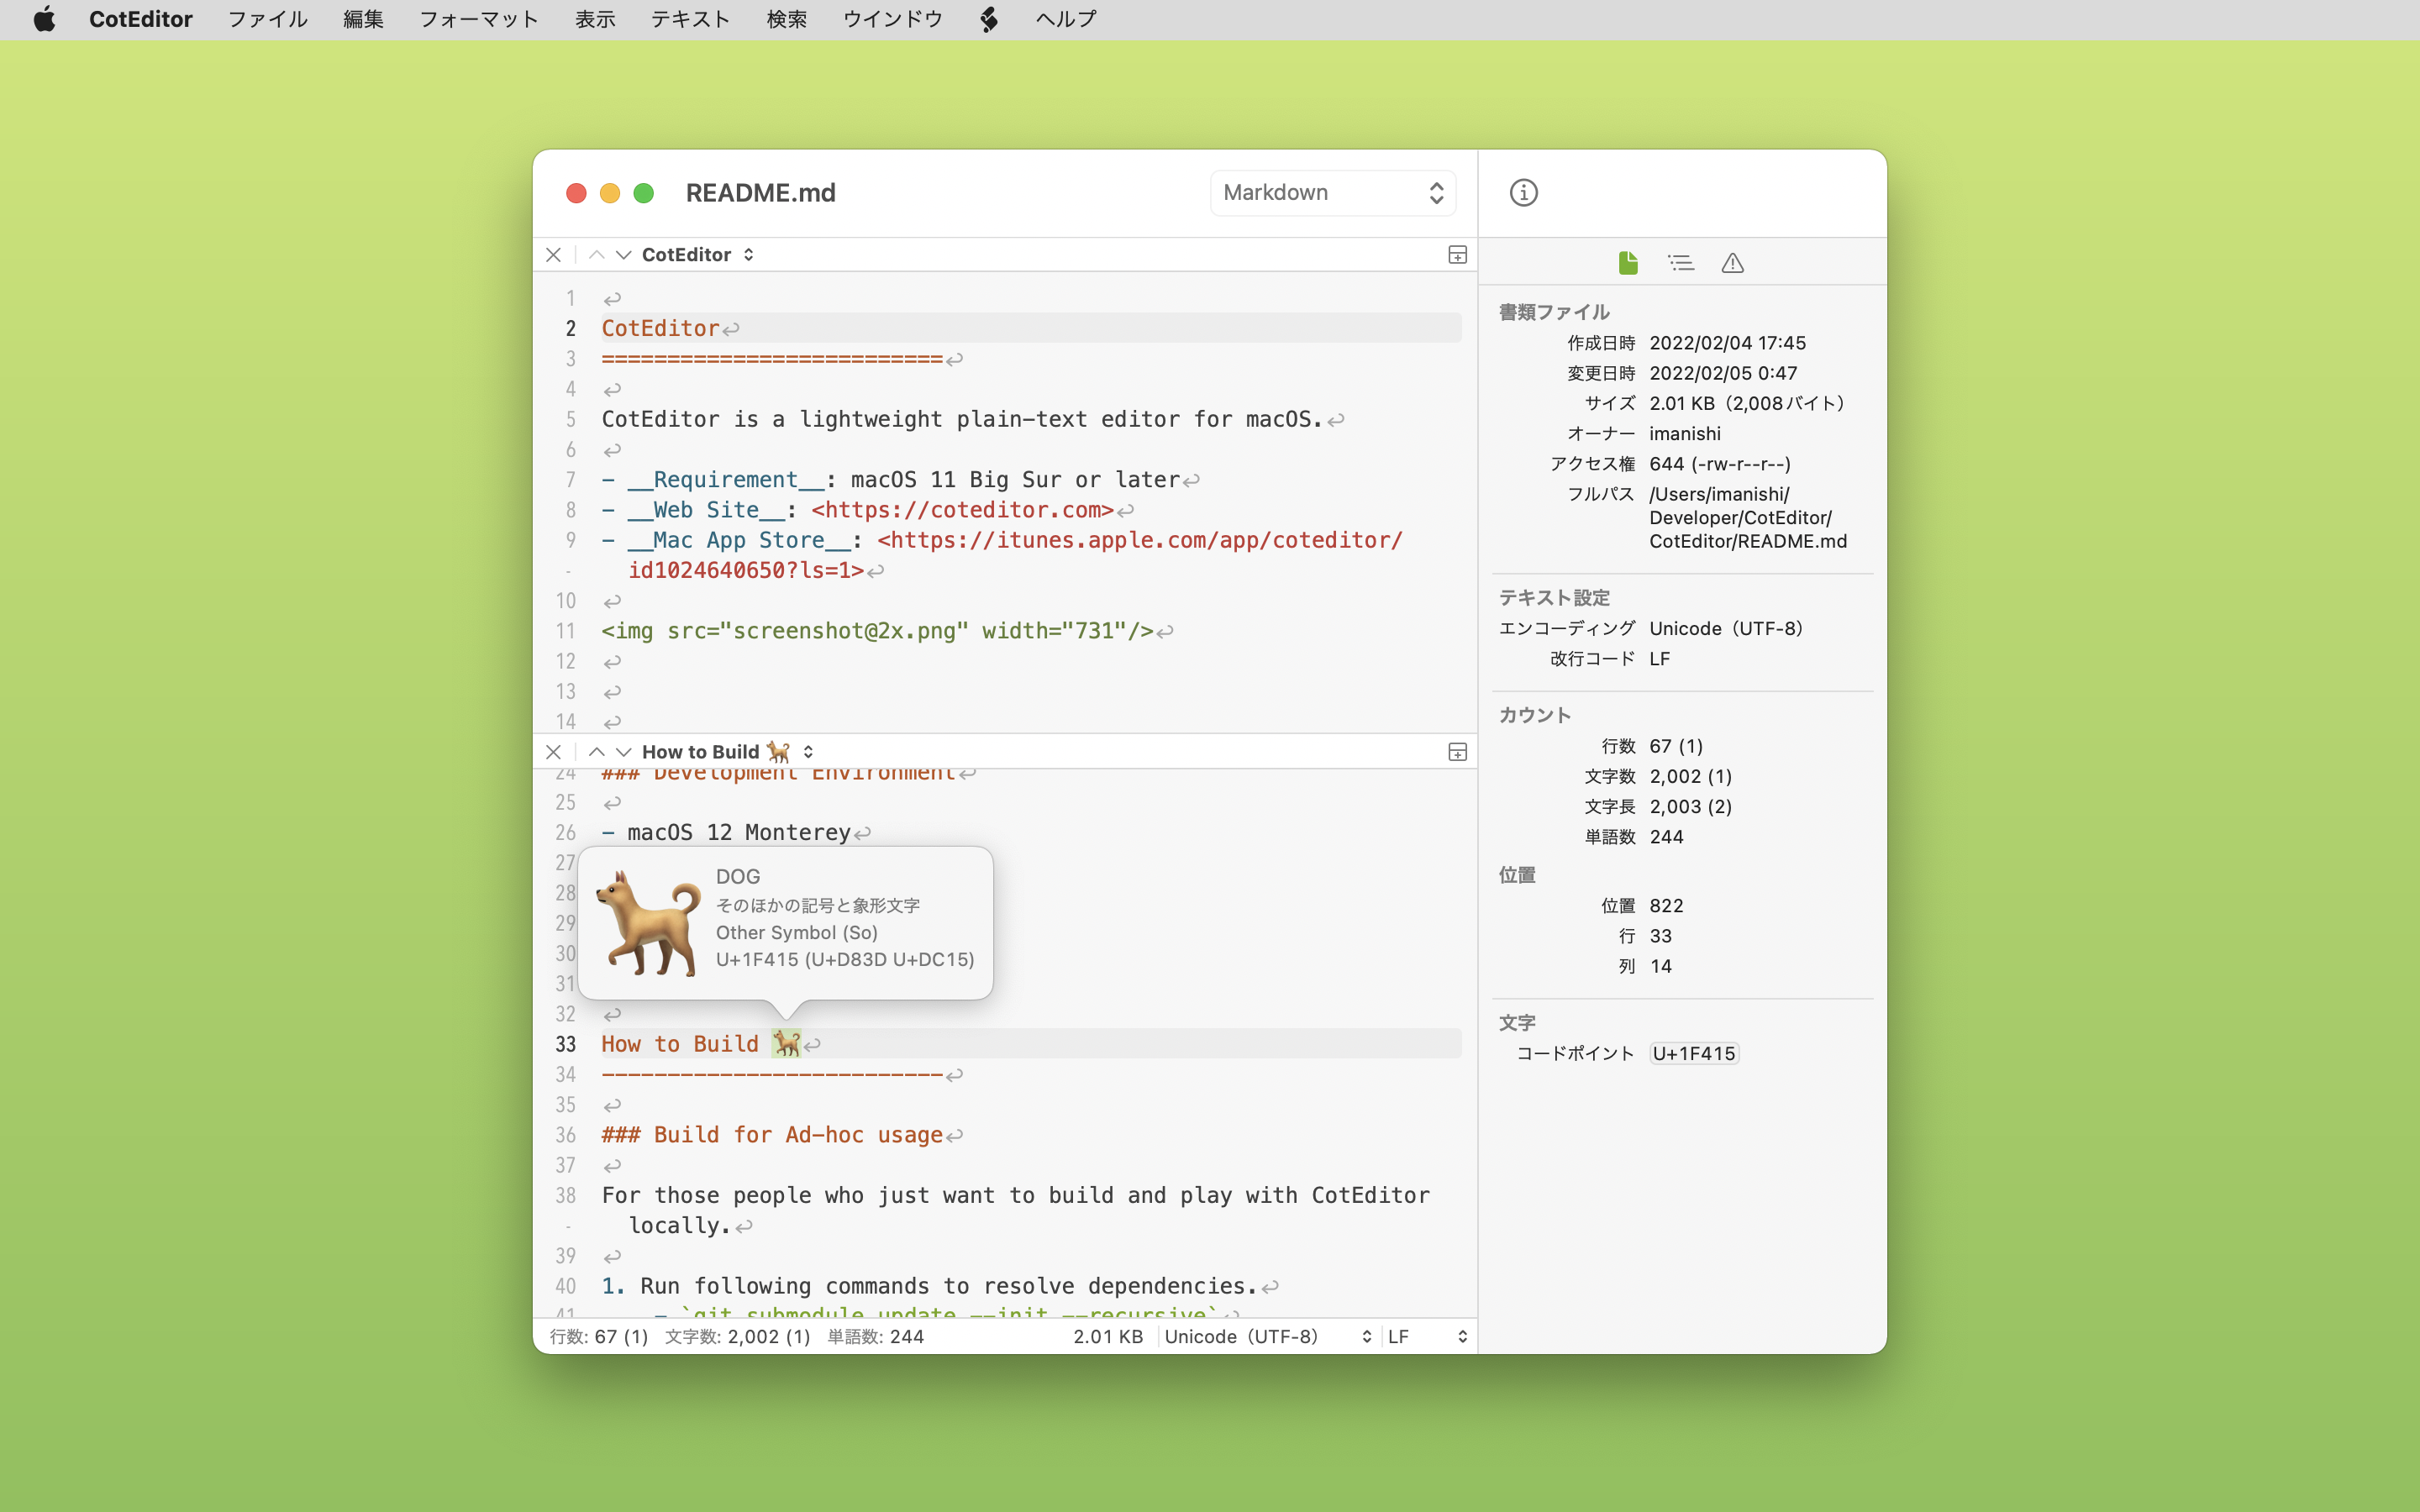 CotEditor ファイル 編集 フォーマット 表示 テキスト 検索 ウインドウ ヘルプ
README.md
Markdown
CotEditor
1 ↩
2 CotEditor↩
3 ==========================↩
4 ↩
5 CotEditor is a lightweight plain-text editor for macOS.↩
6 ↩
7 - __Requirement__: macOS 11 Big Sur or later↩
8 - __Web Site__: <https://coteditor.com>↩
9 - __Mac App Store__: <https://itunes.apple.com/app/coteditor/
- id1024640650?ls=1>↩
10 ↩
11 <img src="screenshot@2x.png" width="731"/>↩
12 ↩
13 ↩
14 ↩
How to Build 🐕
24 ### Development Environment↩
25 ↩
26 - macOS 12 Monterey↩
27
28
29
30
31
DOG
そのほかの記号と象形文字
Other Symbol (So)
U+1F415 (U+D83D U+DC15)
32 ↩
33 How to Build 🐕↩
34 --------------------------↩
35 ↩
36 ### Build for Ad-hoc usage↩
37 ↩
38 For those people who just want to build and play with CotEditor
- locally.↩
39 ↩
40 1. Run following commands to resolve dependencies.↩
41 - `git submodule update --init --recursive`↩
行数: 67 (1) 文字数: 2,002 (1) 単語数: 244 2.01 KB Unicode（UTF-8） LF
書類ファイル
作成日時 2022/02/04 17:45
変更日時 2022/02/05 0:47
サイズ 2.01 KB（2,008バイト）
オーナー imanishi
アクセス権 644 (-rw-r--r--)
フルパス /Users/imanishi/
Developer/CotEditor/
CotEditor/README.md
テキスト設定
エンコーディング Unicode（UTF-8）
改行コード LF
カウント
行数 67 (1)
文字数 2,002 (1)
文字長 2,003 (2)
単語数 244
位置
位置 822
行 33
列 14
文字
コードポイント U+1F415